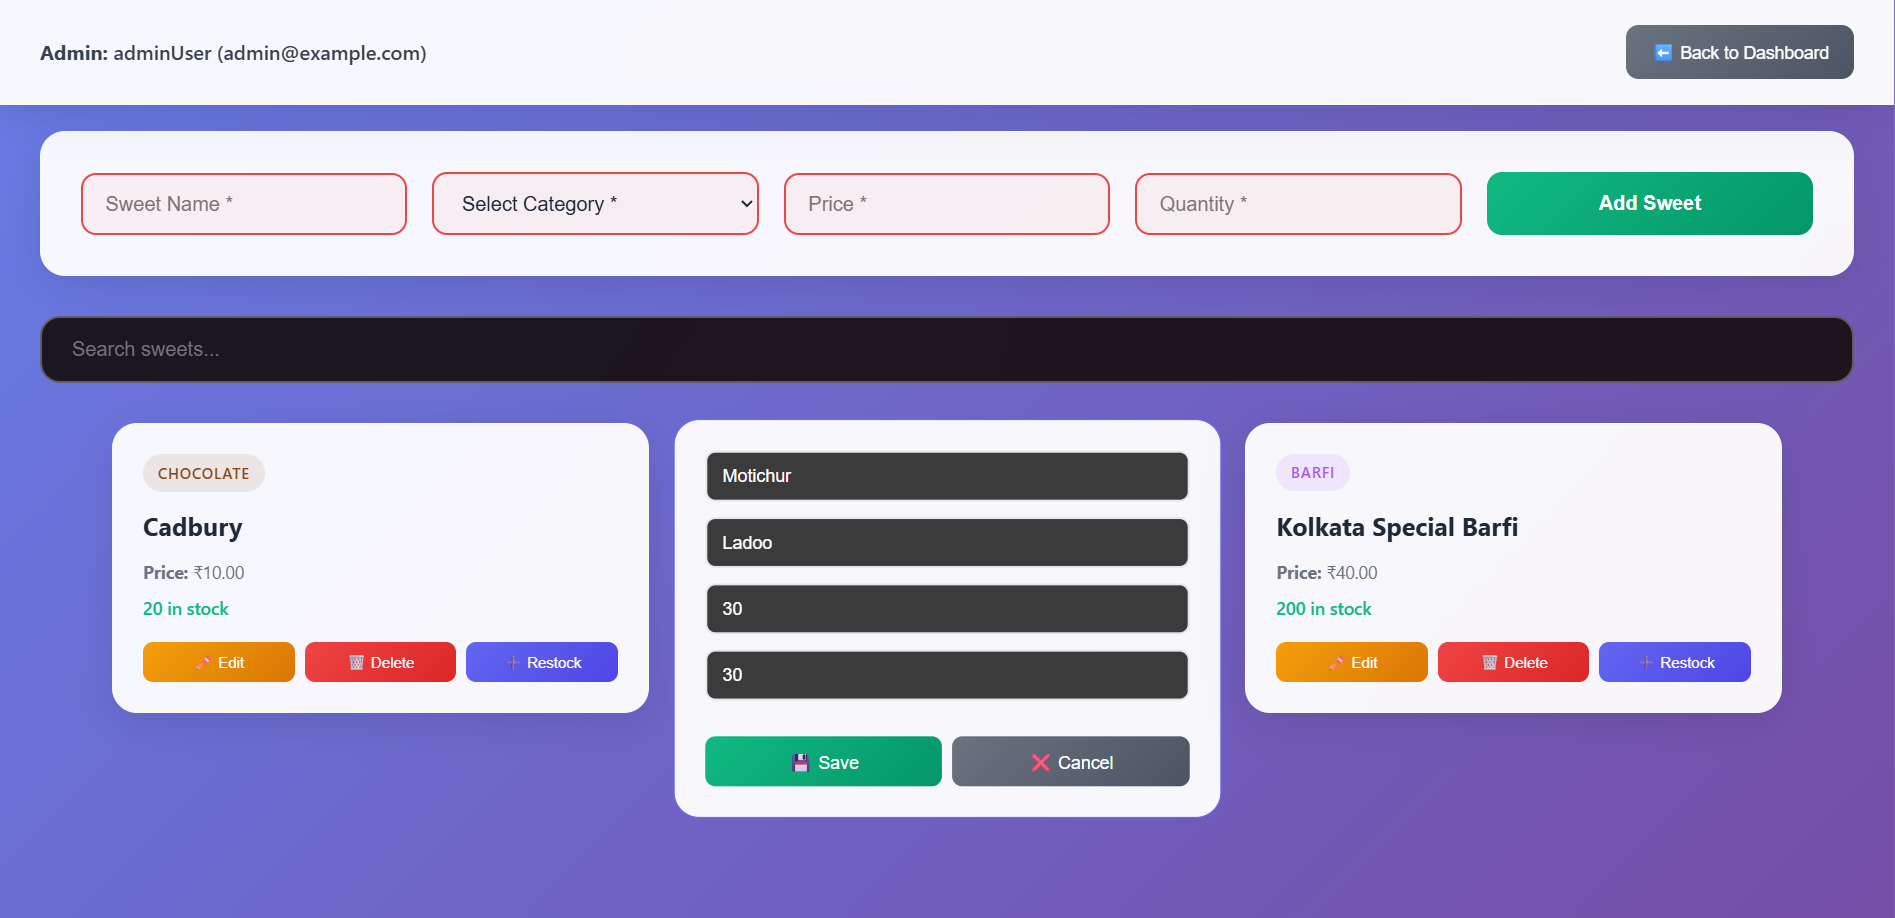 Admin: adminUser (admin@example.com)
Back to Dashboard
Sweet Name *
Select Category *
Price *
Quantity *
Add Sweet
Search sweets...
CHOCOLATE
Cadbury
Price: ₹10.00
20 in stock
Edit
Delete
Restock
Motichur
Ladoo
30
30
Save
Cancel
BARFI
Kolkata Special Barfi
Price: ₹40.00
200 in stock
Edit
Delete
Restock